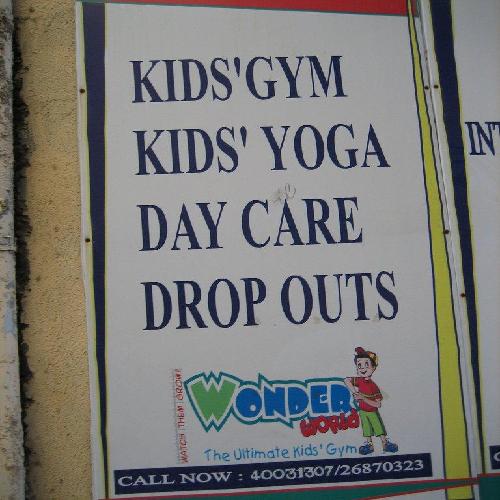 KIDS' GYM
KIDS' YOGA
DAY CARE
DROP OUTS
WATCH THEM GROW!
WONDER
WORLD
The Ultimate Kids' Gym
CALL NOW : 40031307/26870323